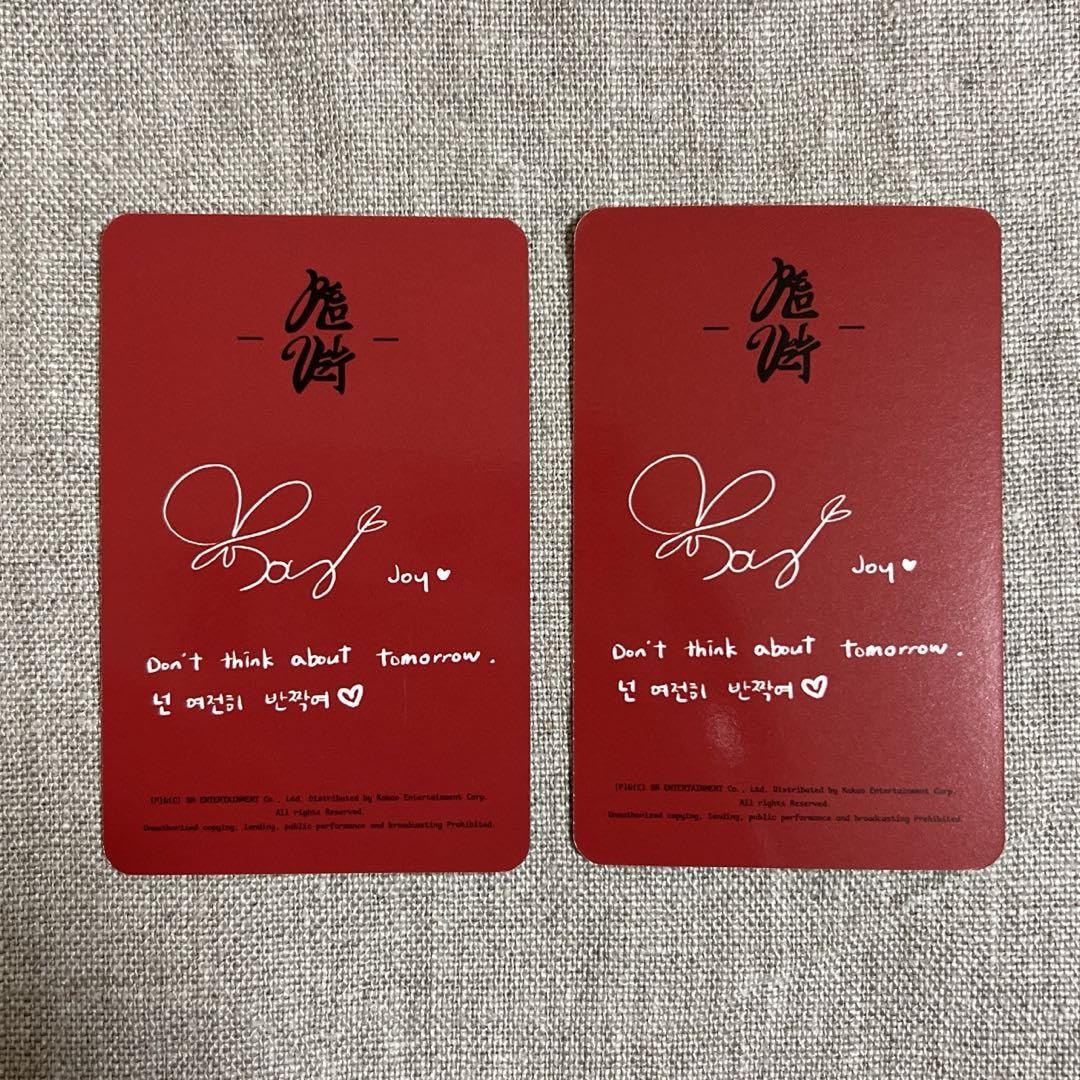 Joy
Don't think about tomorrow.
넌 여전히 반짝여
(P)&(C) SM ENTERTAINMENT Co., Ltd. Distributed by Kakao Entertainment Corp.
All rights Reserved.
Unauthorized copying, lending, public performance and broadcasting Prohibited.
Joy
Don't think about tomorrow.
넌 여전히 반짝여
(P)&(C) SM ENTERTAINMENT Co., Ltd. Distributed by Kakao Entertainment Corp.
All rights Reserved.
Unauthorized copying, lending, public performance and broadcasting Prohibited.